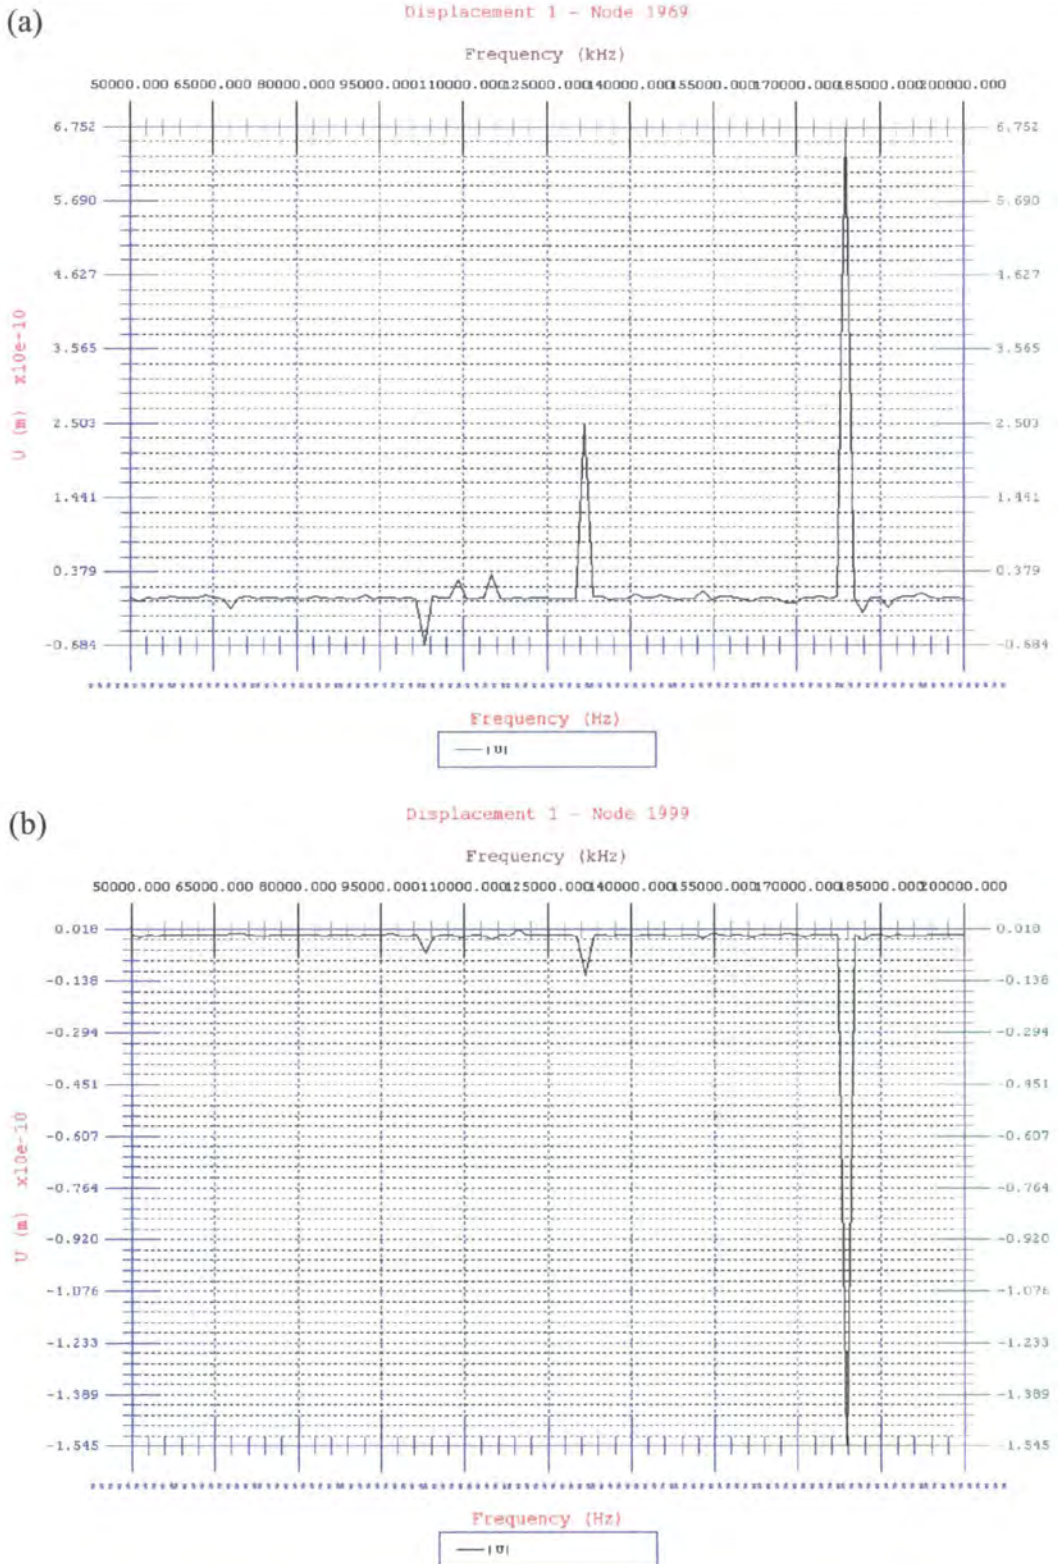 (a)
Displacement 1 - Node 1969
Frequency (kHz)
50000.000 65000.000 80000.000 95000.000110000.000125000.000140000.000155000.000170000.000185000.000200000.000
6.752 6.752
5.690 5.690
4.627 4.627
3.565 3.565
2.503 2.503
1.441 1.441
0.379 0.379
-0.684 -0.684
U (m) x10e-10
Frequency (Hz)
|U|
(b)
Displacement 1 - Node 1999
Frequency (kHz)
50000.000 65000.000 80000.000 95000.000110000.000125000.000140000.000155000.000170000.000185000.000200000.000
0.018 0.018
-0.138 -0.138
-0.294 -0.294
-0.451 -0.451
-0.607 -0.607
-0.764 -0.764
-0.920 -0.920
-1.076 -1.076
-1.233 -1.233
-1.389 -1.389
-1.545 -1.545
U (m) x10e-10
Frequency (Hz)
|U|